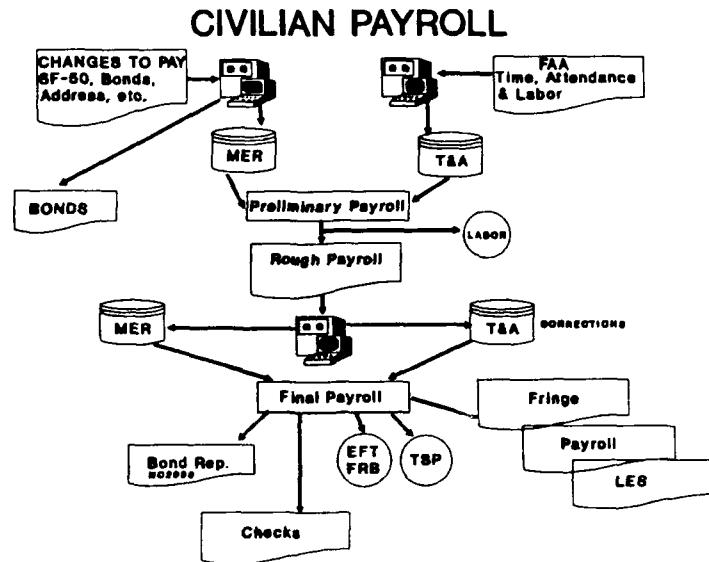 CIVILIAN PAYROLL
CHANGES TO PAY
SF-50, Bonds,
Address, etc.
FAA
Time, Attendance
& Labor
MER
T&A
BONDS
Preliminary Payroll
LABOR
Rough Payroll
MER
T&A
CORRECTIONS
Final Payroll
Fringe
Bond Rep.
EFT
FRB
TSP
Payroll
LES
Checks